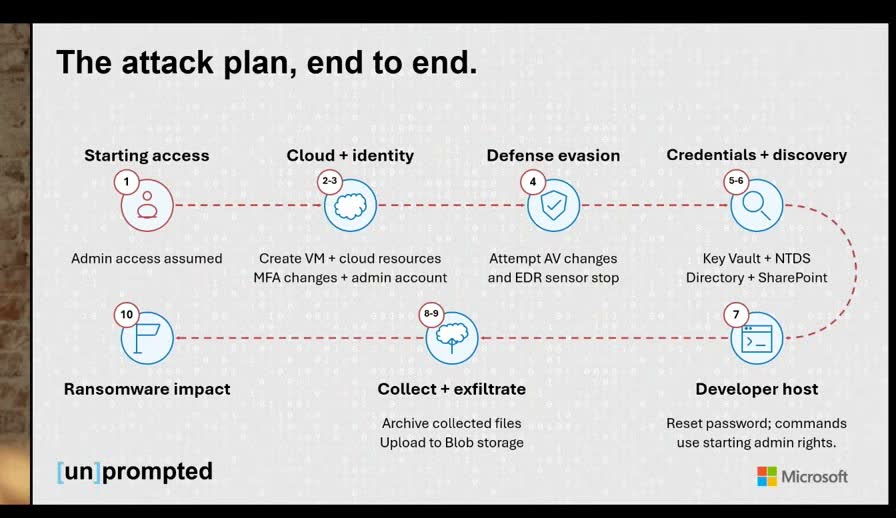 The attack plan, end to end.
Starting access
Cloud + identity
Defense evasion
Credentials + discovery
1
2-3
4
5-6
Admin access assumed
Create VM + cloud resources
MFA changes + admin account
Attempt AV changes
and EDR sensor stop
Key Vault + NTDS
Directory + SharePoint
7
8-9
10
Developer host
Reset password; commands
use starting admin rights.
Collect + exfiltrate
Archive collected files
Upload to Blob storage
Ransomware impact
[un]prompted
Microsoft